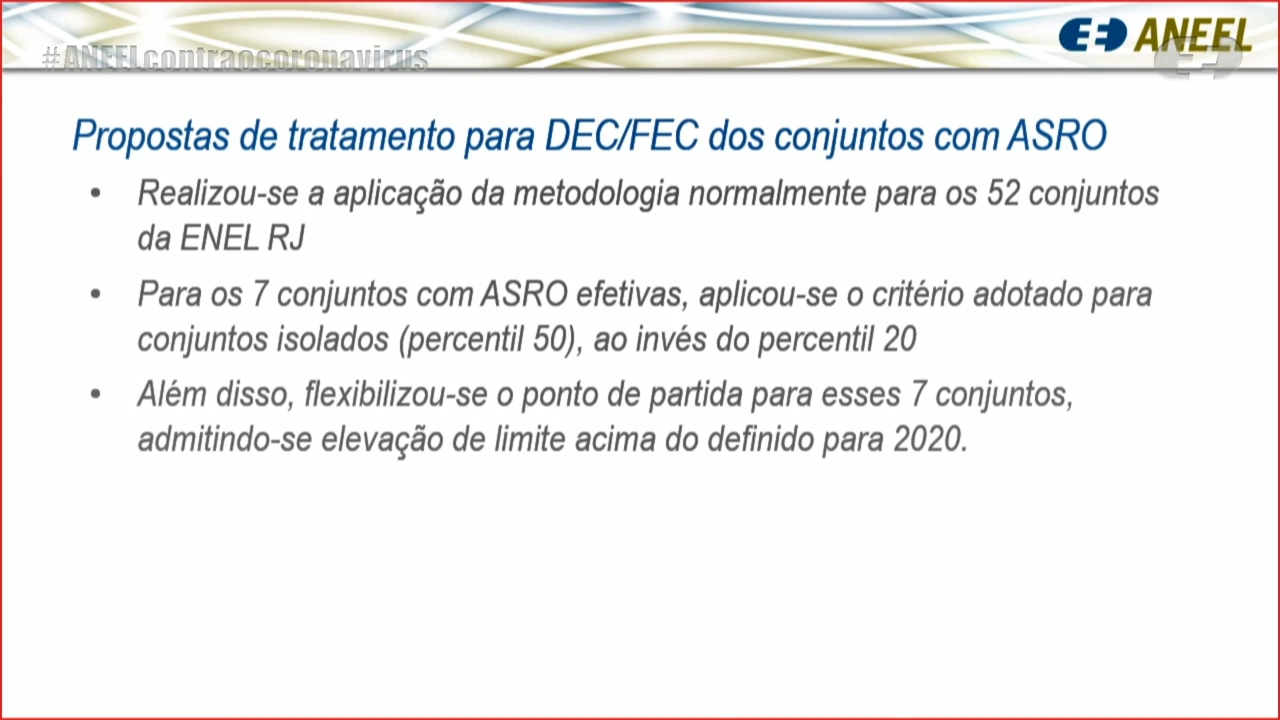 #ANEELcontraocoronavirus
ANEEL
Propostas de tratamento para DEC/FEC dos conjuntos com ASRO
• Realizou-se a aplicação da metodologia normalmente para os 52 conjuntos
da ENEL RJ
• Para os 7 conjuntos com ASRO efetivas, aplicou-se o critério adotado para
conjuntos isolados (percentil 50), ao invés do percentil 20
• Além disso, flexibilizou-se o ponto de partida para esses 7 conjuntos,
admitindo-se elevação de limite acima do definido para 2020.